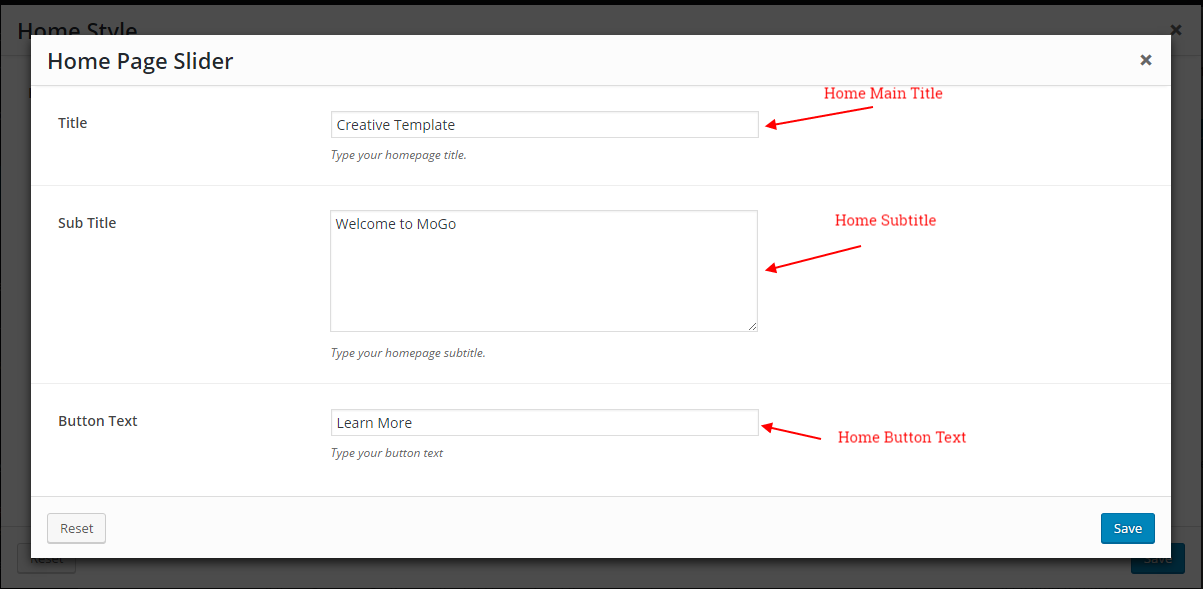 Home Style
×
Home Page Slider
×
Home Main Title
Title
Creative Template
Type your homepage title.
Sub Title
Welcome to MoGo
Home Subtitle
Type your homepage subtitle.
Button Text
Learn More
Home Button Text
Type your button text
Reset
Save
Reset
Save